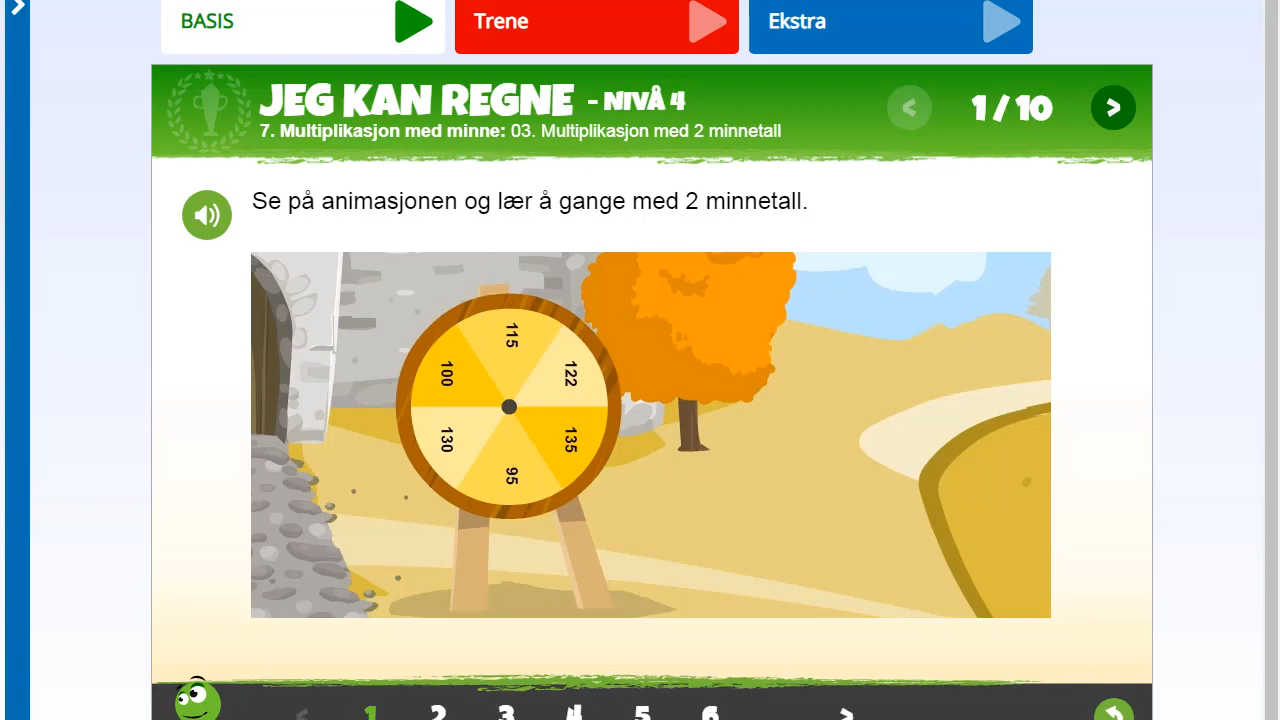 BASIS
Trene
Ekstra
JEG KAN REGNE - NIVÅ 4
1 / 10
7. Multiplikasjon med minne: 03. Multiplikasjon med 2 minnetall
Se på animasjonen og lær å gange med 2 minnetall.
115
100
122
130
135
95
1 2 3 4 5 6